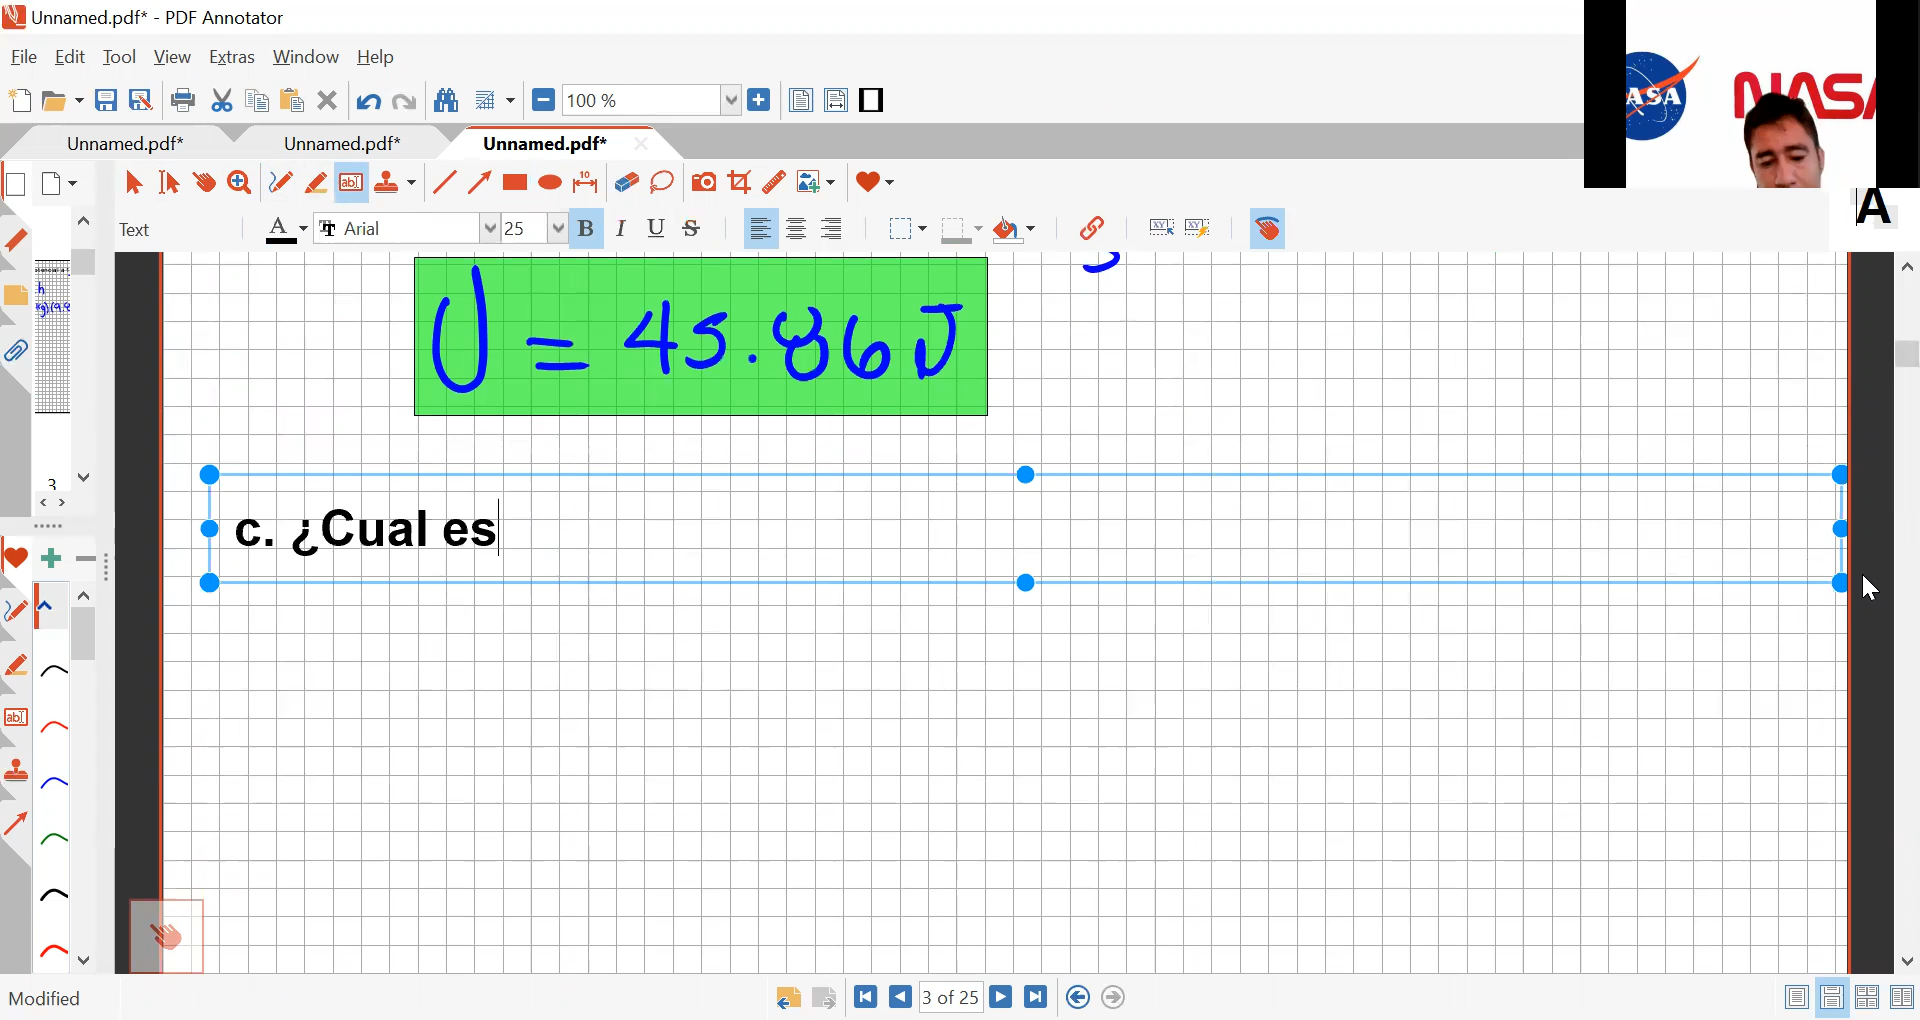 Unnamed.pdf* - PDF Annotator
File Edit Tool View Extras Window Help
100 %
Unnamed.pdf* Unnamed.pdf* Unnamed.pdf*
Text A Arial 25 B I U S
NASA
A
U = 45.86 J
c. ¿Cual es
3
Modified
3 of 25